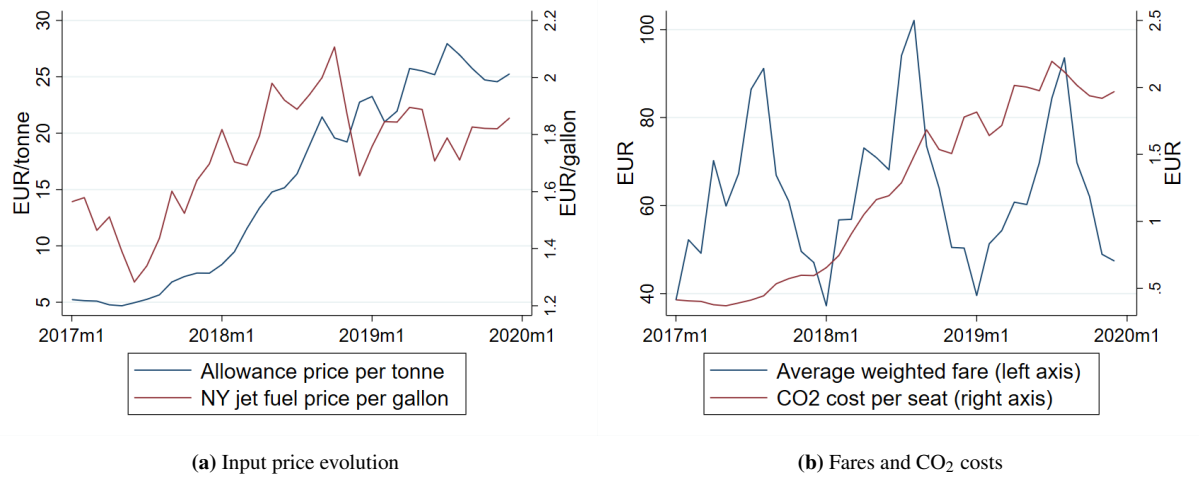 30
25
20
15
10
5
EUR/tonne
2.2
2
1.8
1.6
1.4
1.2
EUR/gallon
2017m1 2018m1 2019m1 2020m1
Allowance price per tonne
NY jet fuel price per gallon
(a) Input price evolution
100
80
60
40
EUR
2.5
2
1.5
1
.5
EUR
2017m1 2018m1 2019m1 2020m1
Average weighted fare (left axis)
CO2 cost per seat (right axis)
(b) Fares and CO₂ costs